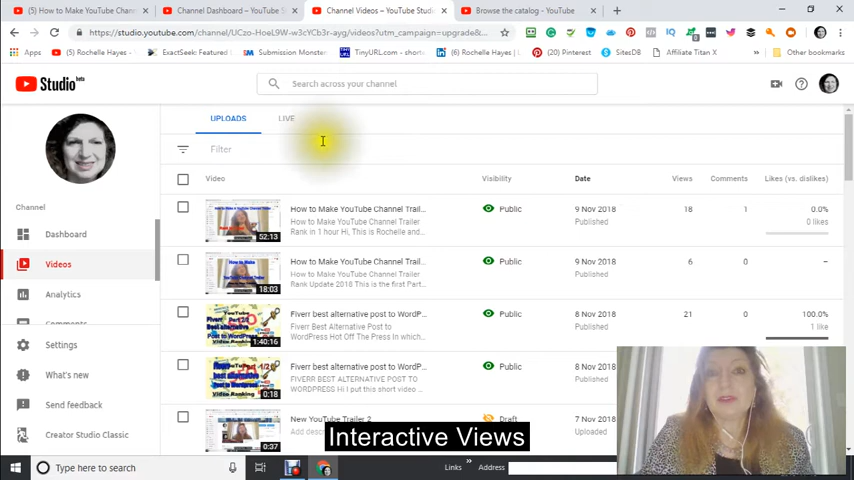 (5) How to Make YouTube Chann
Channel Dashboard – YouTube S
Channel Videos – YouTube Studi
Browse the catalog - YouTube
https://studio.youtube.com/channel/UCzo-HoeL9W-w3cYCb3r-ayg/videos?utm_campaign=upgrade&...
Apps
(5) Rochelle Hayes
ExactSeek: Featured L
Submission Monster
TinyURL.com - shorte
Rochelle Hayes
(20) Pinterest
SitesDB
Affiliate Titan X
Other bookmarks
Studio beta
Search across your channel
UPLOADS
LIVE
Filter
Video
Visibility
Date
Views
Comments
Likes (vs. dislikes)
Channel
Dashboard
Videos
Analytics
Settings
What's new
Send feedback
Creator Studio Classic
52:13
How to Make YouTube Channel Trail...
How to Make YouTube Channel Trailer
Rank in 1 hour Hi, This is Rochelle and
Public
9 Nov 2018
Published
18
1
0.0%
0 likes
How to Make
18:03
How to Make YouTube Channel Trail...
How to Make YouTube Channel Trailer
Rank Update 2018 This is the first Part...
Public
9 Nov 2018
Published
6
0
–
1:40:16
Fiverr best alternative post to WordP...
Fiverr Best Alternative Post to
WordPress Hot Off The Press In which...
Public
8 Nov 2018
Published
21
0
100.0%
1 like
0:18
Fiverr best alternative post to WordP...
FIVERR BEST ALTERNATIVE POST TO
WORDPRESS Hi I put this short video ...
Public
8 Nov 2018
Published
0:37
New YouTube Trailer 2
Add desc
Draft
7 Nov 2018
Uploaded
Interactive Views
Type here to search
Links
Address